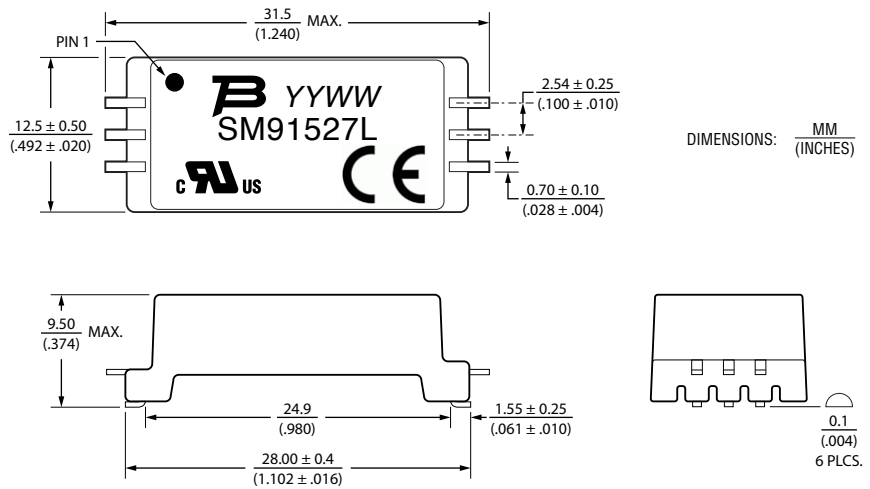 31.5
(1.240)
MAX.
PIN 1
YYWW
SM91527L
C UL US
CE
12.5 ± 0.50
(.492 ± .020)
2.54 ± 0.25
(.100 ± .010)
0.70 ± 0.10
(.028 ± .004)
DIMENSIONS:
MM
(INCHES)
9.50
(.374)
MAX.
24.9
(.980)
1.55 ± 0.25
(.061 ± .010)
28.00 ± 0.4
(1.102 ± .016)
0.1
(.004)
6 PLCS.